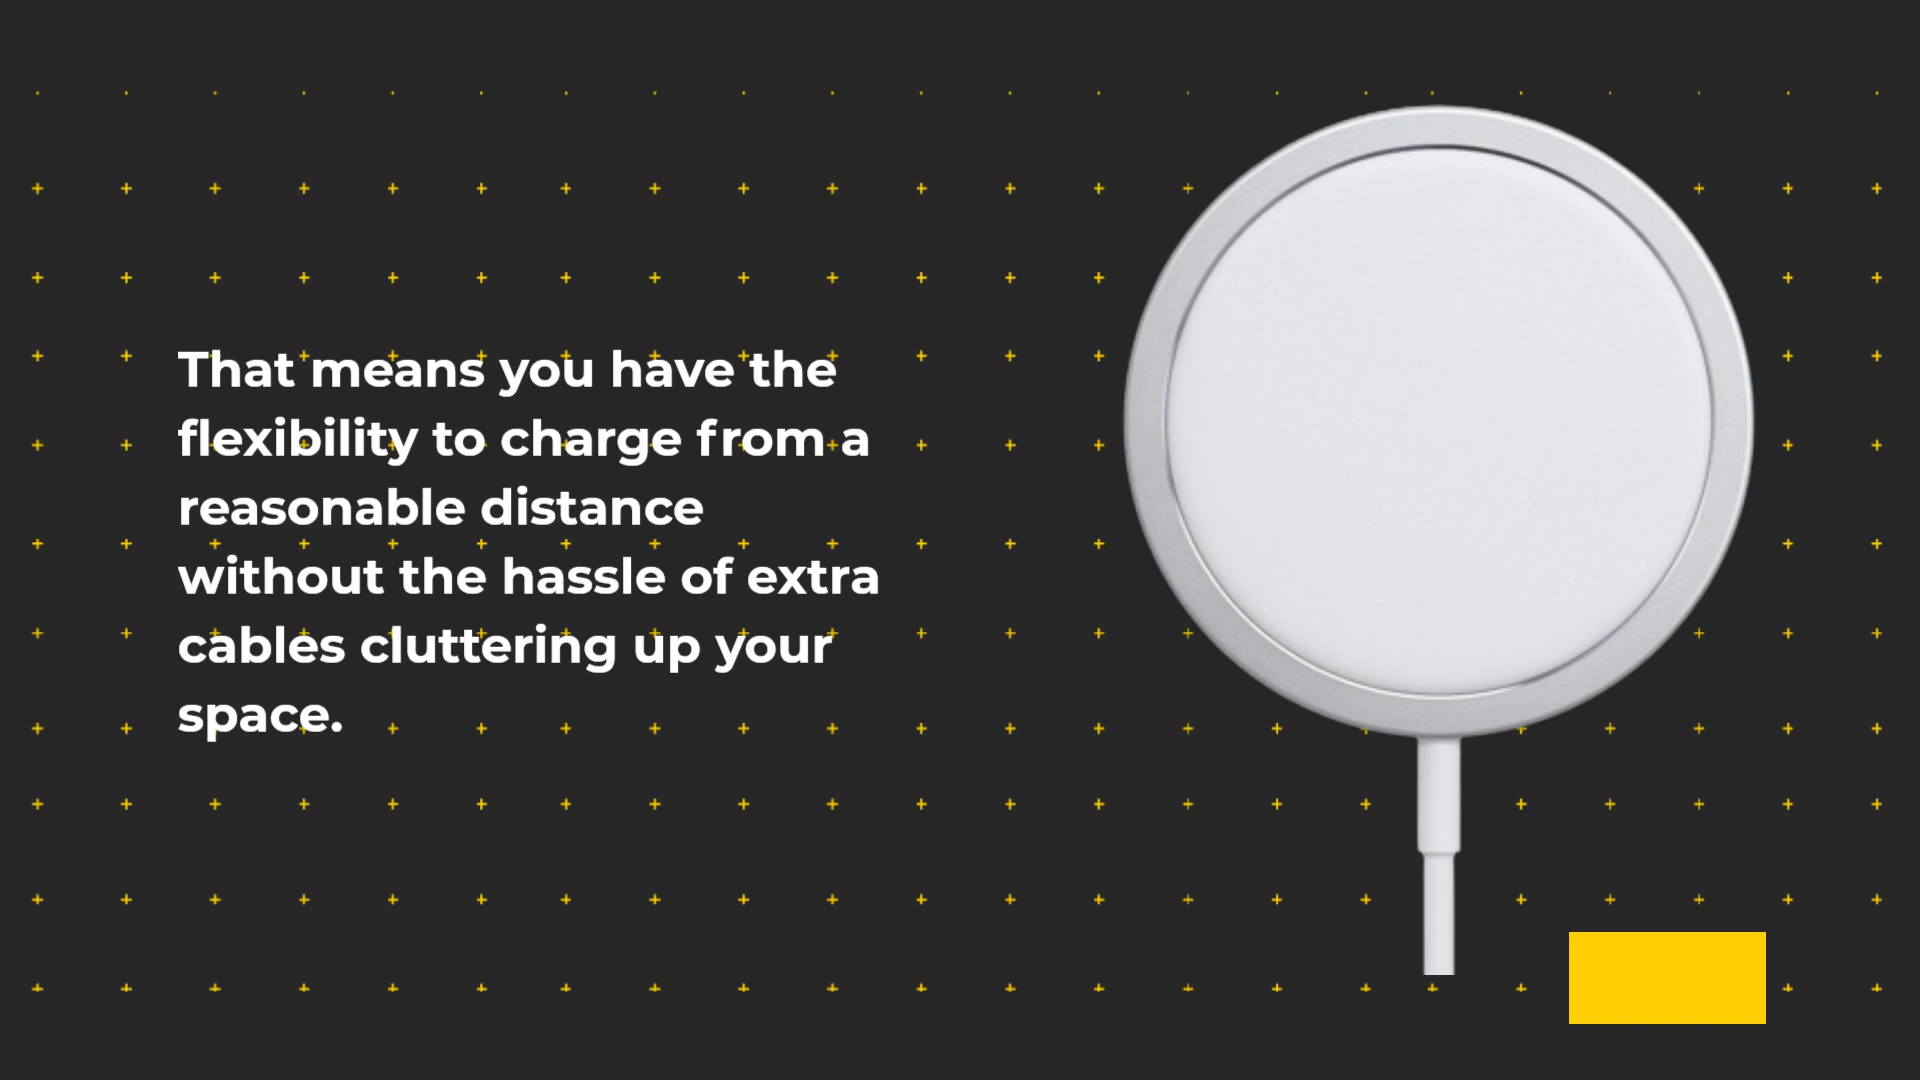 That means you have the
flexibility to charge from a
reasonable distance
without the hassle of extra
cables cluttering up your
space.